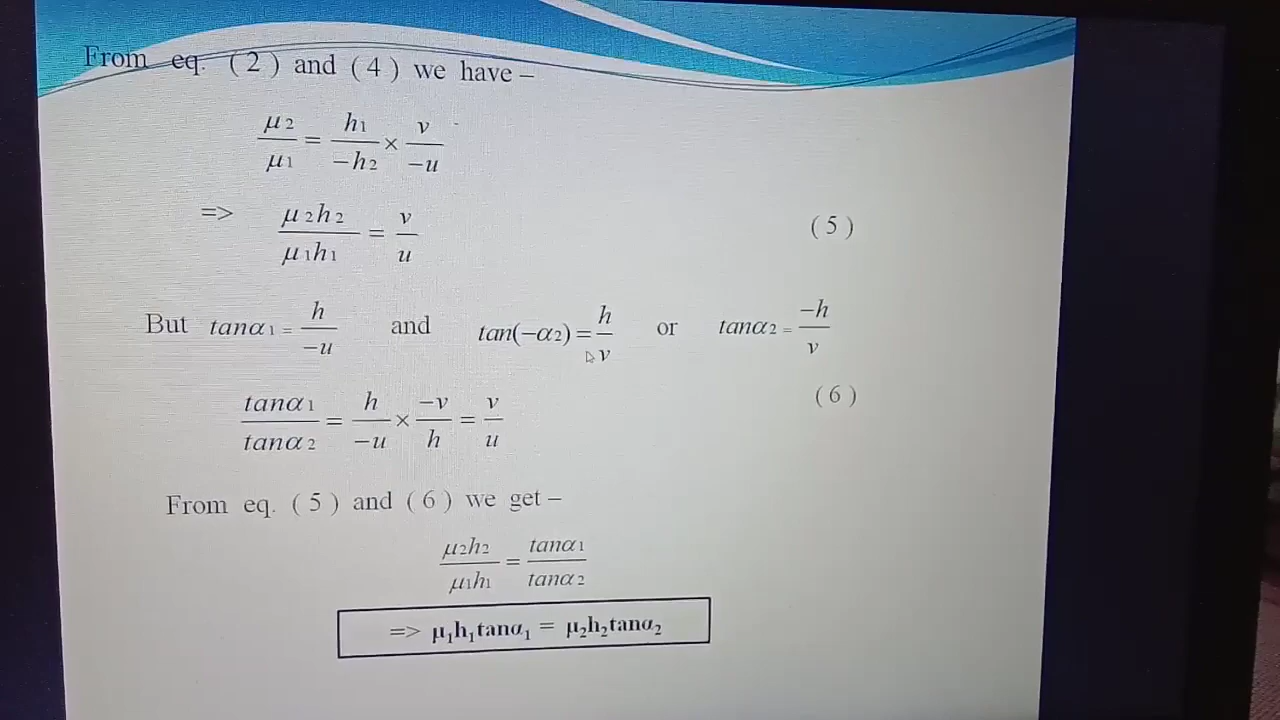 From eq. ( 2 ) and ( 4 ) we have –
μ2/μ1 = h1/−h2 × v/−u
=> μ2h2/μ1h1 = v/u ( 5 )
But tanα1 = h/−u and tan(−α2) = h/v or tanα2 = −h/v
tanα1/tanα2 = h/−u × −v/h = v/u ( 6 )
From eq. ( 5 ) and ( 6 ) we get –
μ2h2/μ1h1 = tanα1/tanα2
=> μ₁h₁tanα₁ = μ₂h₂tanα₂